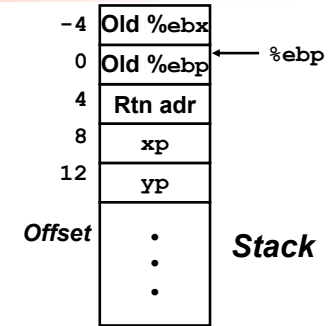 -4 Old %ebx
0 Old %ebp %ebp
4 Rtn adr
8 xp
12 yp
Offset Stack